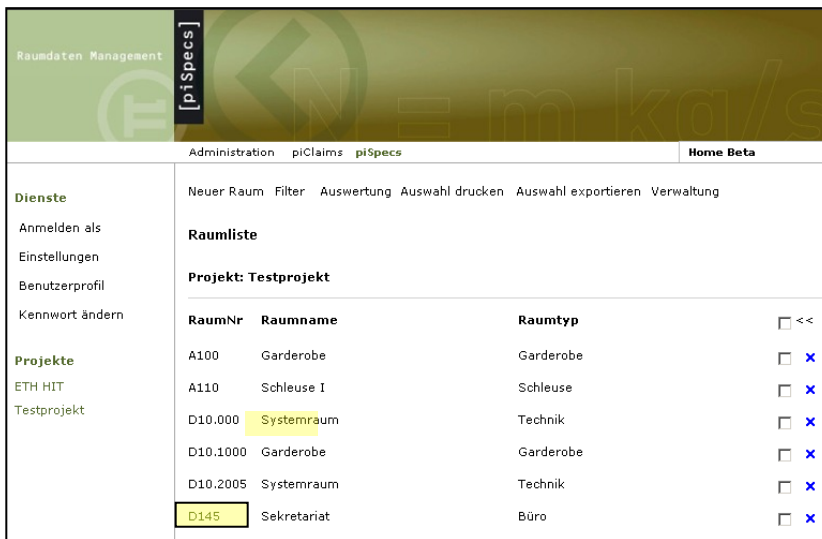 Raumdaten Management
[piSpecs]
N = m kg/s
Administration piClaims piSpecs Home Beta
Dienste
Anmelden als
Einstellungen
Benutzerprofil
Kennwort ändern
Projekte
ETH HIT
Testprojekt
Neuer Raum Filter Auswertung Auswahl drucken Auswahl exportieren Verwaltung
Raumliste
Projekt: Testprojekt
RaumNr Raumname Raumtyp <<
A100 Garderobe Garderobe
A110 Schleuse I Schleuse
D10.000 Systemraum Technik
D10.1000 Garderobe Garderobe
D10.2005 Systemraum Technik
D145 Sekretariat Büro